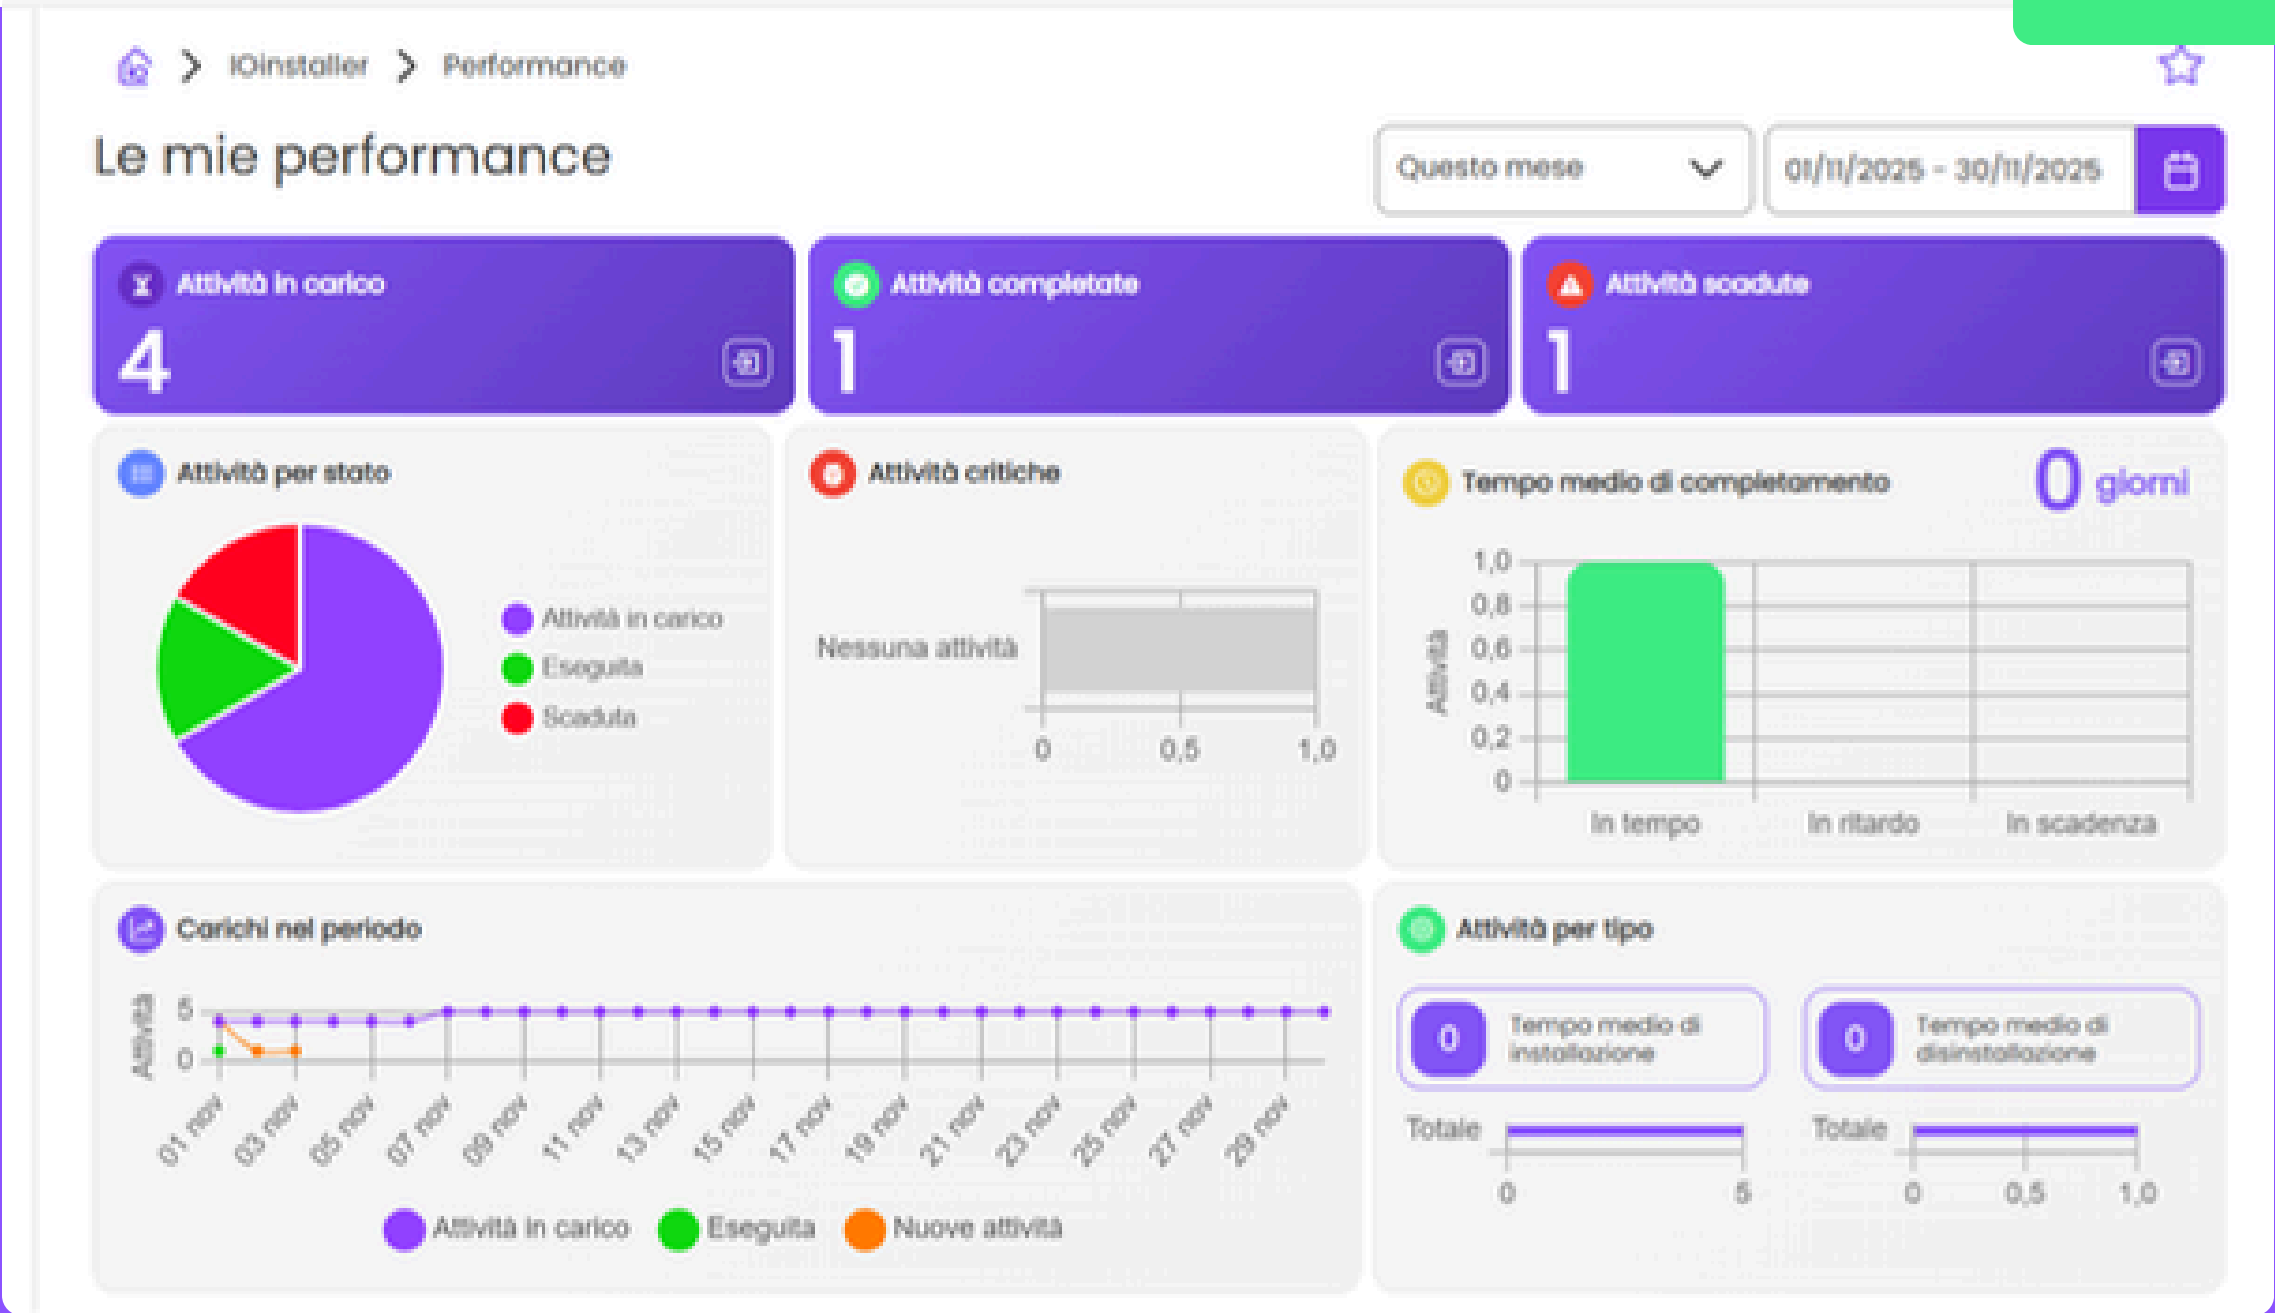 IOinstaller Performance
Le mie performance
Questo mese
01/11/2025 - 30/11/2025
Attività in carico
4
Attività completate
1
Attività scadute
1
Attività per stato
Attività in carico
Eseguita
Scaduta
Attività critiche
Nessuna attività
0 0,5 1,0
Tempo medio di completamento
0 giorni
Attività
1,0
0,8
0,6
0,4
0,2
0
In tempo In ritardo In scadenza
Carichi nel periodo
Attività
5
0
01 nov 03 nov 05 nov 07 nov 09 nov 11 nov 13 nov 15 nov 17 nov 19 nov 21 nov 23 nov 25 nov 27 nov 29 nov
Attività in carico Eseguita Nuove attività
Attività per tipo
0
Tempo medio di
installazione
Totale
0 5
0
Tempo medio di
disinstallazione
Totale
0 0,5 1,0